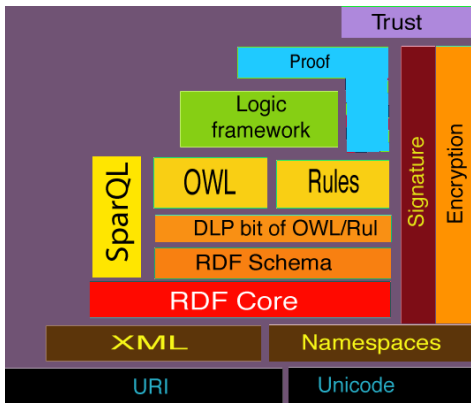 Trust
Proof
Logic
framework
SparQL
OWL
Rules
Signature
Encryption
DLP bit of OWL/Rul
RDF Schema
RDF Core
XML
Namespaces
URI
Unicode